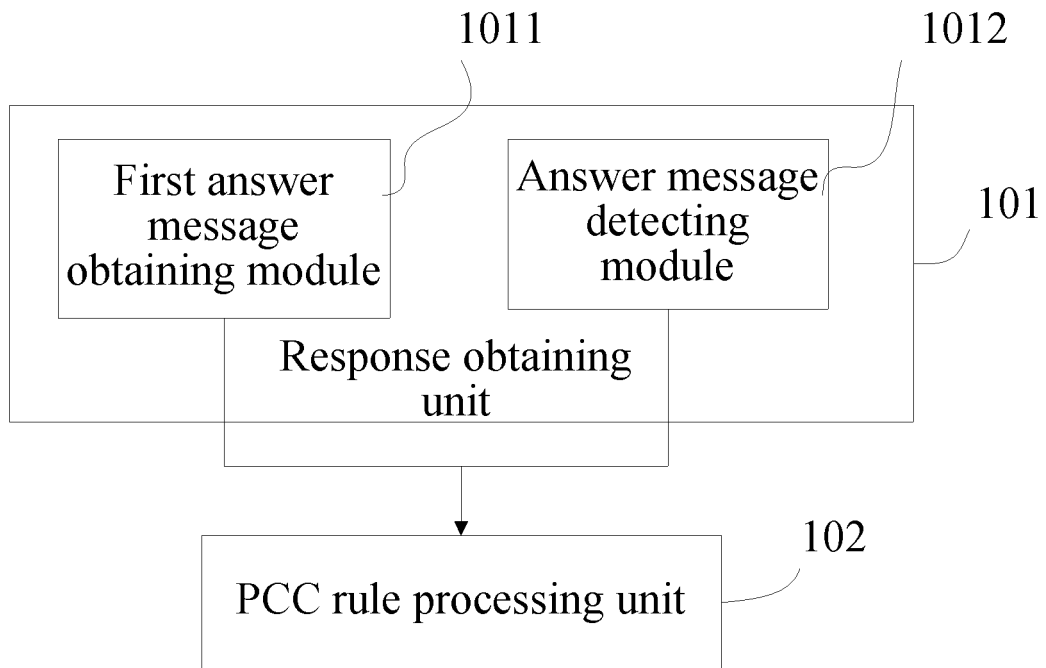 1011
1012
First answer
message
obtaining module
Answer message
detecting
module
101
Response obtaining
unit
102
PCC rule processing unit